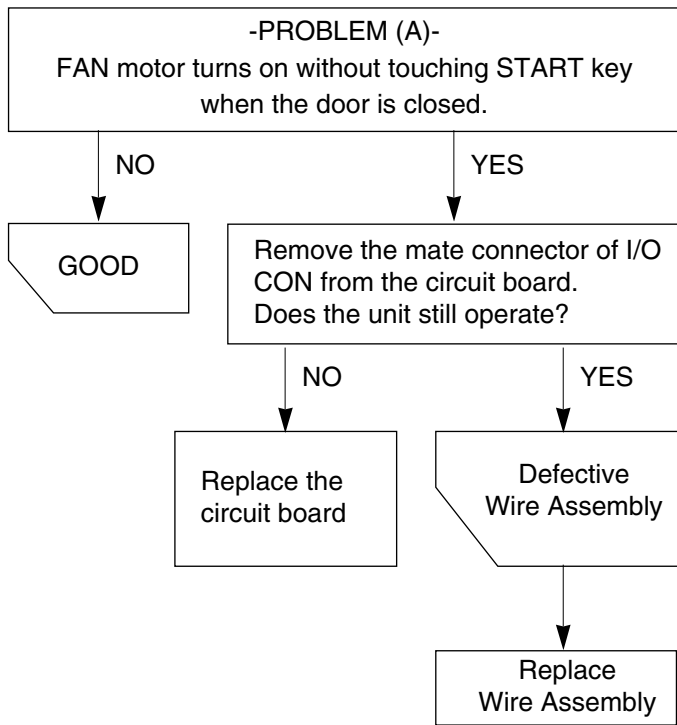 -PROBLEM (A)-
FAN motor turns on without touching START key
when the door is closed.
NO
YES
GOOD
Remove the mate connector of I/O
CON from the circuit board.
Does the unit still operate?
NO
YES
Replace the
circuit board
Defective
Wire Assembly
Replace
Wire Assembly